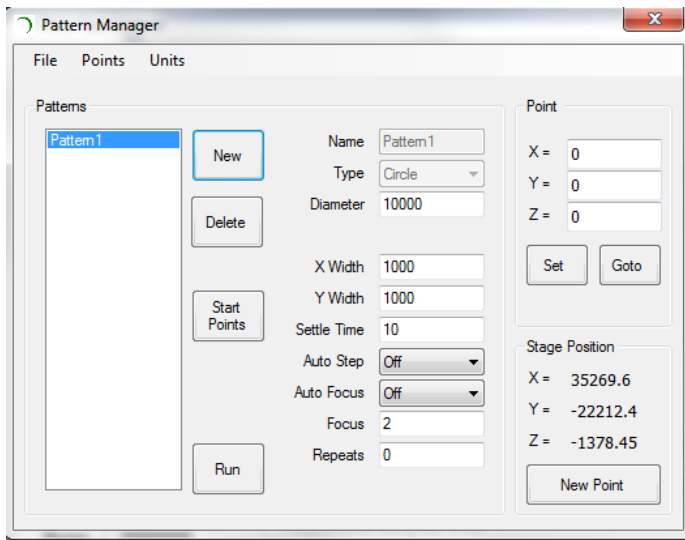 Pattern Manager
File Points Units
Patterns
Pattern1
New
Delete
Start
Points
Run
Name Pattern1
Type Circle
Diameter 10000
X Width 1000
Y Width 1000
Settle Time 10
Auto Step Off
Auto Focus Off
Focus 2
Repeats 0
Point
X = 0
Y = 0
Z = 0
Set Goto
Stage Position
X = 35269.6
Y = -22212.4
Z = -1378.45
New Point